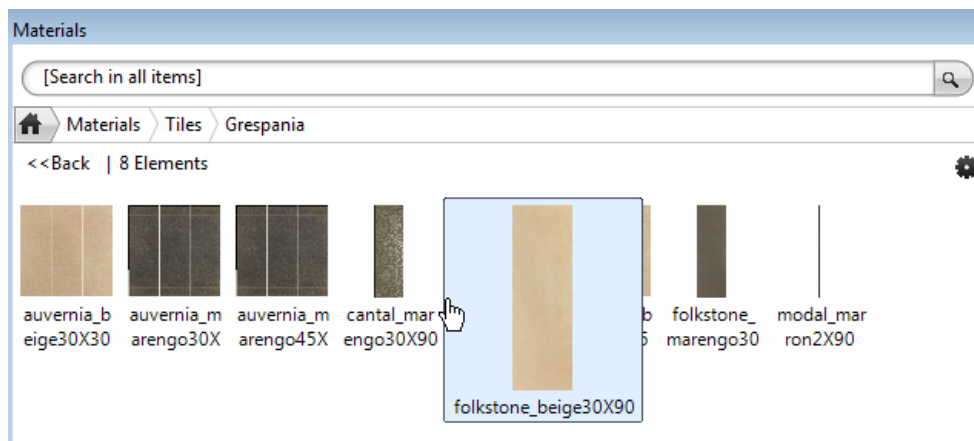 Materials
[Search in all items]
Materials Tiles Grespania
<<Back | 8 Elements
auvernia_b
eige30X30
auvernia_m
arengo30X
auvernia_m
arengo45X
cantal_mar
engo30X90
folkstone_beige30X90
b
5
folkstone_
marengo30
modal_mar
ron2X90